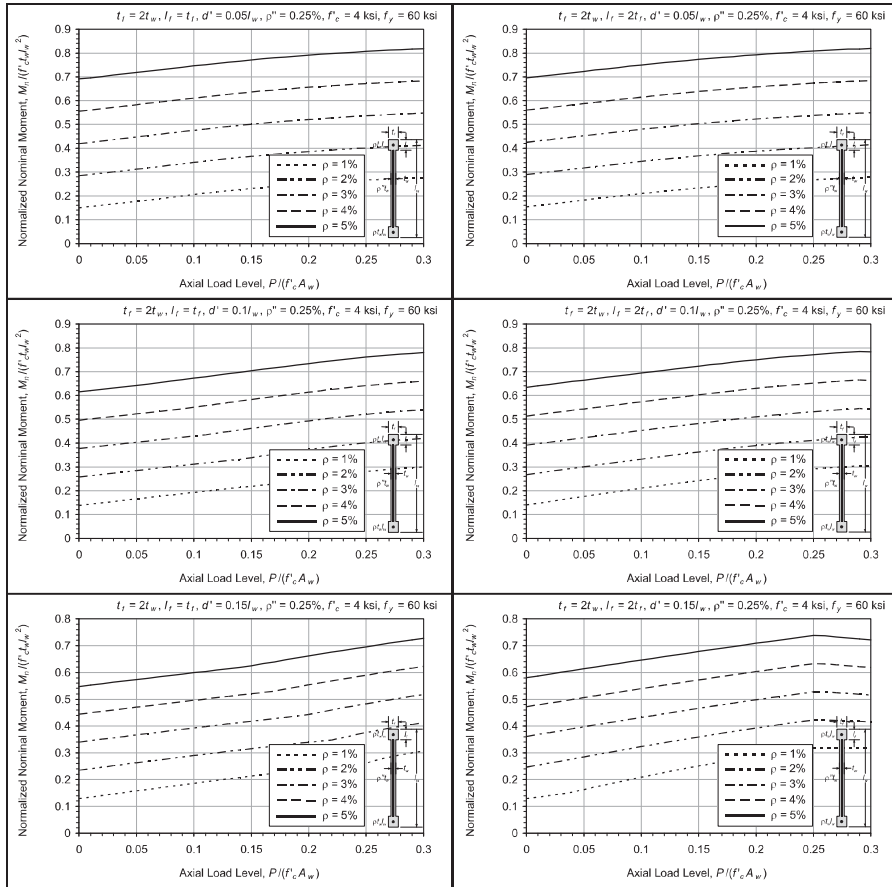 t_f = 2t_w, l_f = t_f, d' = 0.05l_w, ρ" = 0.25%, f'_c = 4 ksi, f_y = 60 ksi
Normalized Nominal Moment, M_n/(f'_c t_w l_w^2)
0.9
0.8
0.7
0.6
0.5
0.4
0.3
0.2
0.1
0
ρ = 1%
ρ = 2%
ρ = 3%
ρ = 4%
ρ = 5%
0 0.05 0.1 0.15 0.2 0.25 0.3
Axial Load Level, P/(f'_c A_w)
t_f = 2t_w, l_f = 2t_f, d' = 0.05l_w, ρ" = 0.25%, f'_c = 4 ksi, f_y = 60 ksi
Normalized Nominal Moment, M_n/(f'_c t_w l_w^2)
0.9
0.8
0.7
0.6
0.5
0.4
0.3
0.2
0.1
0
ρ = 1%
ρ = 2%
ρ = 3%
ρ = 4%
ρ = 5%
0 0.05 0.1 0.15 0.2 0.25 0.3
Axial Load Level, P/(f'_c A_w)
t_f = 2t_w, l_f = t_f, d' = 0.1l_w, ρ" = 0.25%, f'_c = 4 ksi, f_y = 60 ksi
Normalized Nominal Moment, M_n/(f'_c t_w l_w^2)
0.9
0.8
0.7
0.6
0.5
0.4
0.3
0.2
0.1
0
ρ = 1%
ρ = 2%
ρ = 3%
ρ = 4%
ρ = 5%
0 0.05 0.1 0.15 0.2 0.25 0.3
Axial Load Level, P/(f'_c A_w)
t_f = 2t_w, l_f = 2t_f, d' = 0.1l_w, ρ" = 0.25%, f'_c = 4 ksi, f_y = 60 ksi
Normalized Nominal Moment, M_n/(f'_c t_w l_w^2)
0.9
0.8
0.7
0.6
0.5
0.4
0.3
0.2
0.1
0
ρ = 1%
ρ = 2%
ρ = 3%
ρ = 4%
ρ = 5%
0 0.05 0.1 0.15 0.2 0.25 0.3
Axial Load Level, P/(f'_c A_w)
t_f = 2t_w, l_f = t_f, d' = 0.15l_w, ρ" = 0.25%, f'_c = 4 ksi, f_y = 60 ksi
Normalized Nominal Moment, M_n/(f'_c t_w l_w^2)
0.8
0.7
0.6
0.5
0.4
0.3
0.2
0.1
0
ρ = 1%
ρ = 2%
ρ = 3%
ρ = 4%
ρ = 5%
0 0.05 0.1 0.15 0.2 0.25 0.3
Axial Load Level, P/(f'_c A_w)
t_f = 2t_w, l_f = 2t_f, d' = 0.15l_w, ρ" = 0.25%, f'_c = 4 ksi, f_y = 60 ksi
Normalized Nominal Moment, M_n/(f'_c t_w l_w^2)
0.8
0.7
0.6
0.5
0.4
0.3
0.2
0.1
0
ρ = 1%
ρ = 2%
ρ = 3%
ρ = 4%
ρ = 5%
0 0.05 0.1 0.15 0.2 0.25 0.3
Axial Load Level, P/(f'_c A_w)